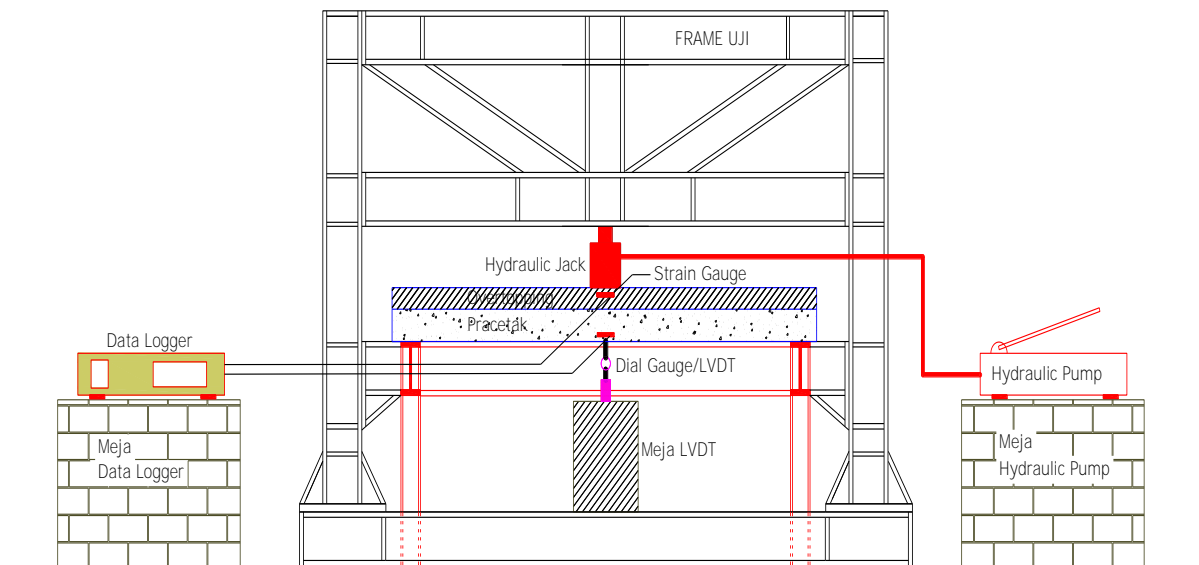 FRAME UJI
Hydraulic Jack
Strain Gauge
Overtopping
Pracetak
Data Logger
Dial Gauge/LVDT
Hydraulic Pump
Meja
Data Logger
Meja LVDT
Meja
Hydraulic Pump